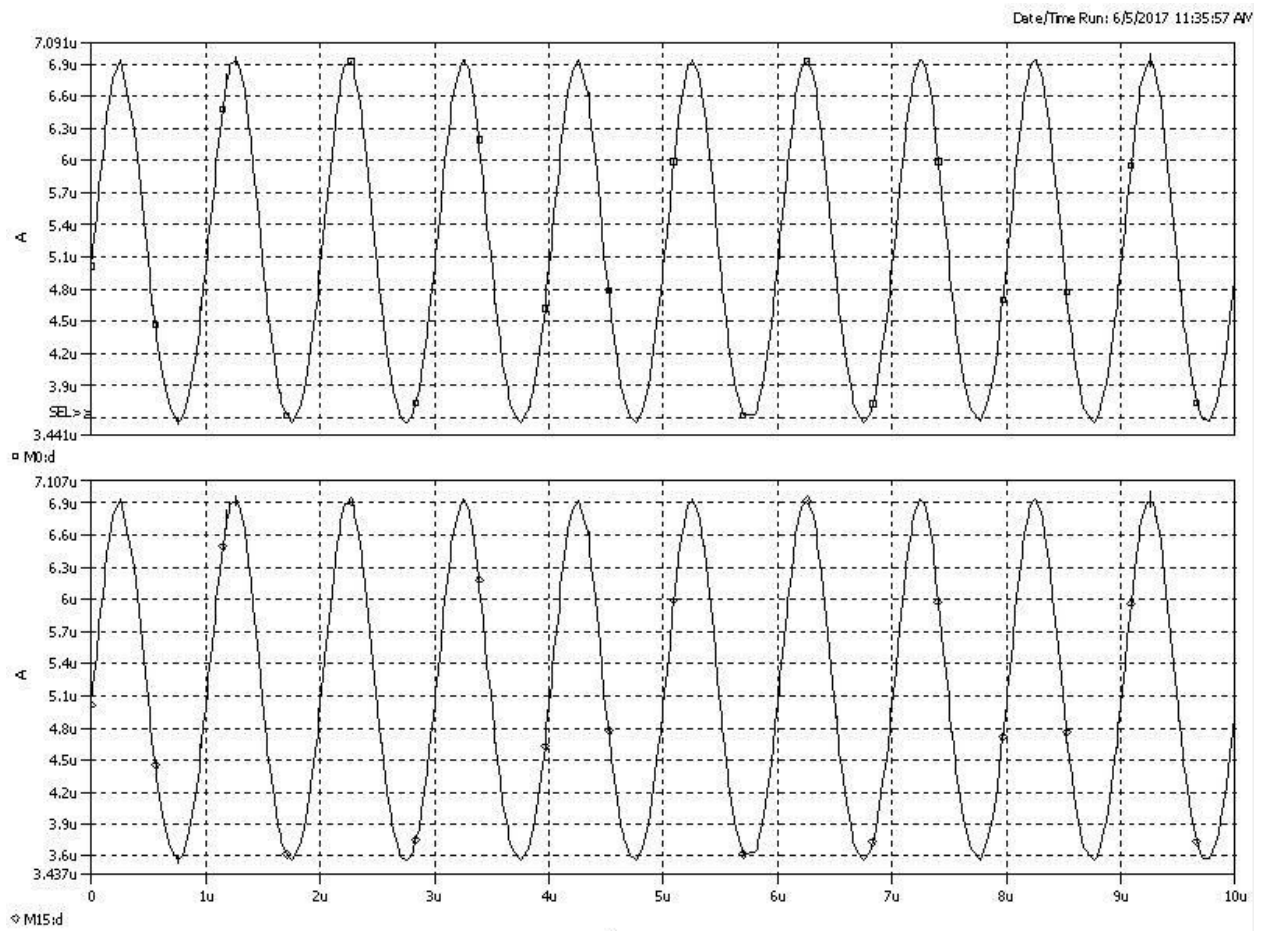 Date/Time Run: 6/5/2017 11:35:57 AM
7.091u
6.9u
6.6u
6.3u
6u
5.7u
5.4u
5.1u
4.8u
4.5u
4.2u
3.9u
SEL>>
3.441u
A
M0:d
7.107u
6.9u
6.6u
6.3u
6u
5.7u
5.4u
5.1u
4.8u
4.5u
4.2u
3.9u
3.6u
3.437u
A
0 1u 2u 3u 4u 5u 6u 7u 8u 9u 10u
M15:d